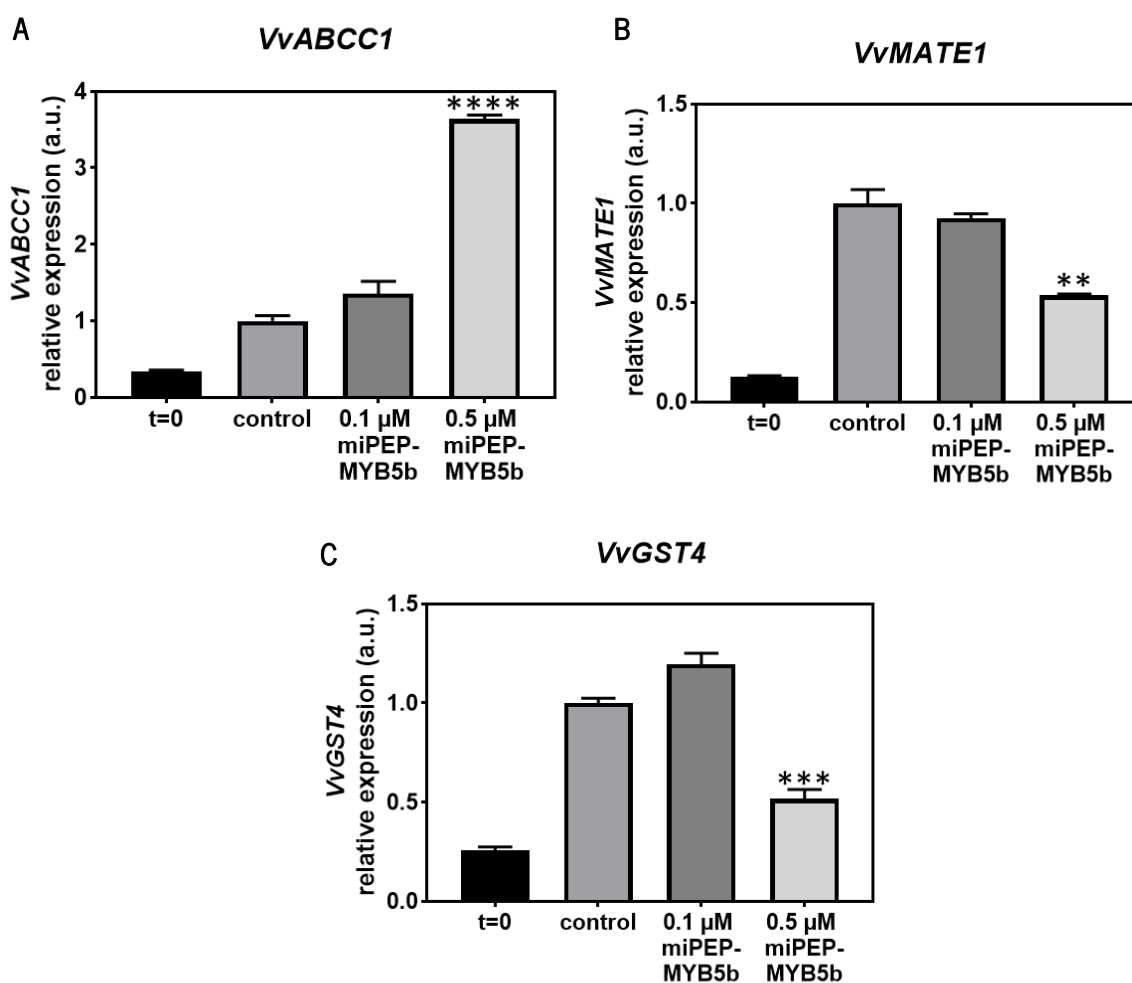 A
VvABCC1
VvABCC1
relative expression (a.u.)
4
3
2
1
0
****
t=0
control
0.1 µM
miPEP-
MYB5b
0.5 µM
miPEP-
MYB5b
B
VvMATE1
VvMATE1
relative expression (a.u.)
1.5
1.0
0.5
0.0
**
t=0
control
0.1 µM
miPEP-
MYB5b
0.5 µM
miPEP-
MYB5b
C
VvGST4
VvGST4
relative expression (a.u.)
1.5
1.0
0.5
0.0
***
t=0
control
0.1 µM
miPEP-
MYB5b
0.5 µM
miPEP-
MYB5b